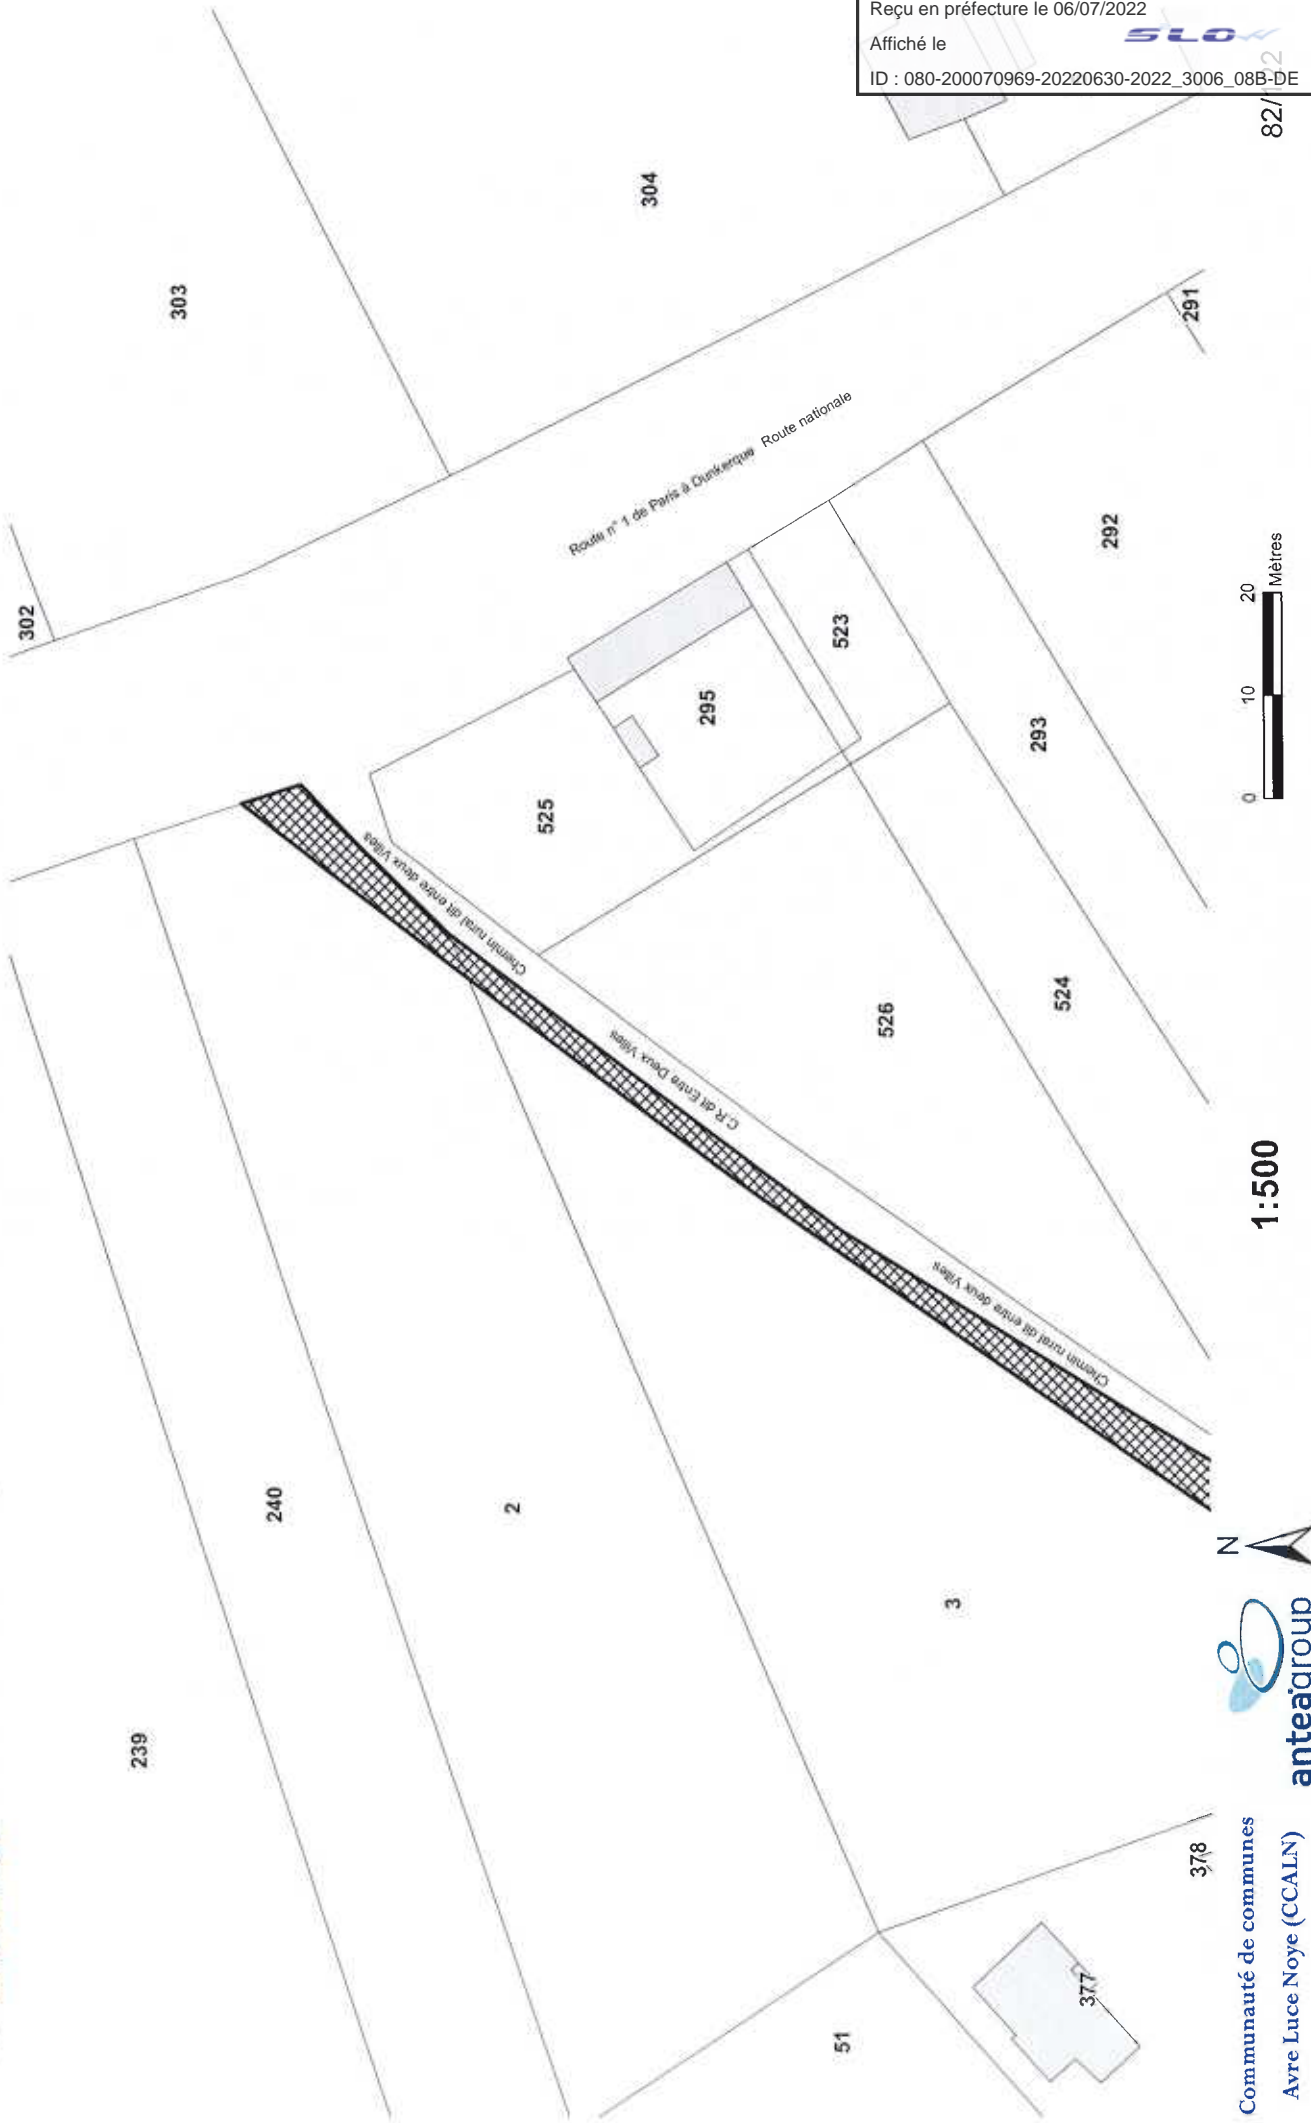 Reçu en préfecture le 06/07/2022
Affiché le
SLOW
ID : 080-200070969-20220630-2022_3006_08B-DE
82/122
302
303
304
Route n° 1 de Paris à Dunkerque Route nationale
291
292
293
295
523
524
525
526
Chemin rural dit entre deux Villes
C.R dit Entre Deux Villes
Chemin rural dit entre deux Villes
239
240
2
3
51
377
378
0 10 20
Mètres
1:500
N
anteagroup
Communauté de communes
Avre Luce Noye (CCALN)